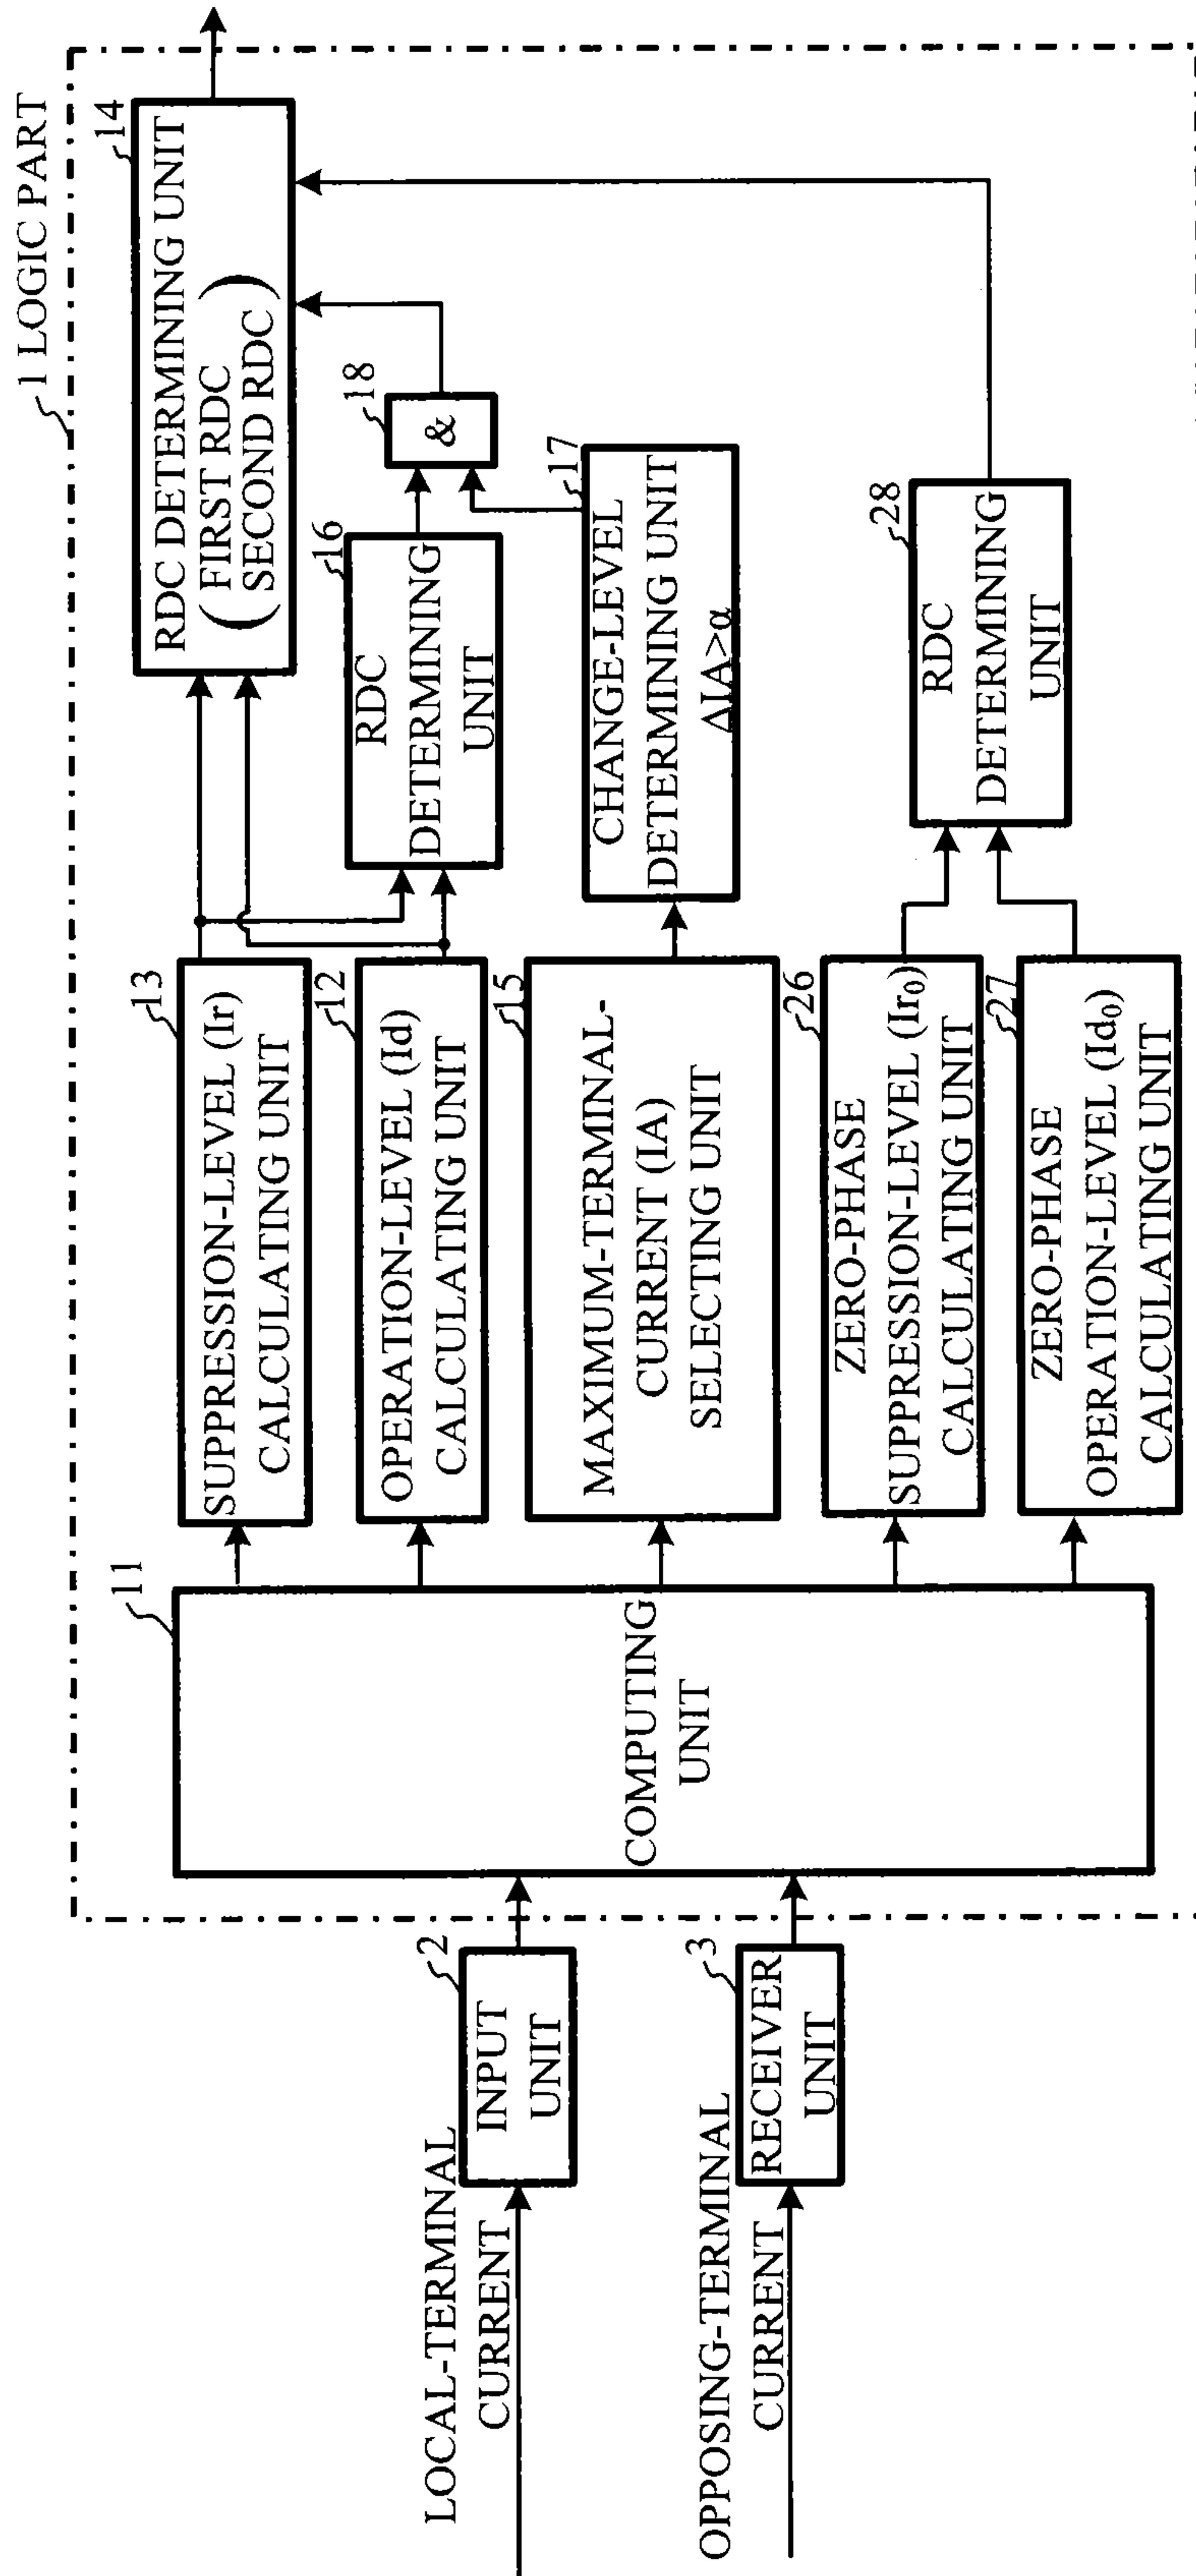 LOCAL-TERMINAL
CURRENT
OPPOSING-TERMINAL
CURRENT
2
INPUT
UNIT
3
RECEIVER
UNIT
1 LOGIC PART
11
COMPUTING
UNIT
13
SUPPRESSION-LEVEL (Ir)
CALCULATING UNIT
12
OPERATION-LEVEL (Id)
CALCULATING UNIT
15
MAXIMUM-TERMINAL-
CURRENT (IA)
SELECTING UNIT
26
ZERO-PHASE
SUPPRESSION-LEVEL (Ir₀)
CALCULATING UNIT
27
ZERO-PHASE
OPERATION-LEVEL (Id₀)
CALCULATING UNIT
16
RDC
DETERMINING
UNIT
17
CHANGE-LEVEL
DETERMINING UNIT
ΔIA>α
18
&
28
RDC
DETERMINING
UNIT
14
RDC DETERMINING UNIT
(FIRST RDC
SECOND RDC)